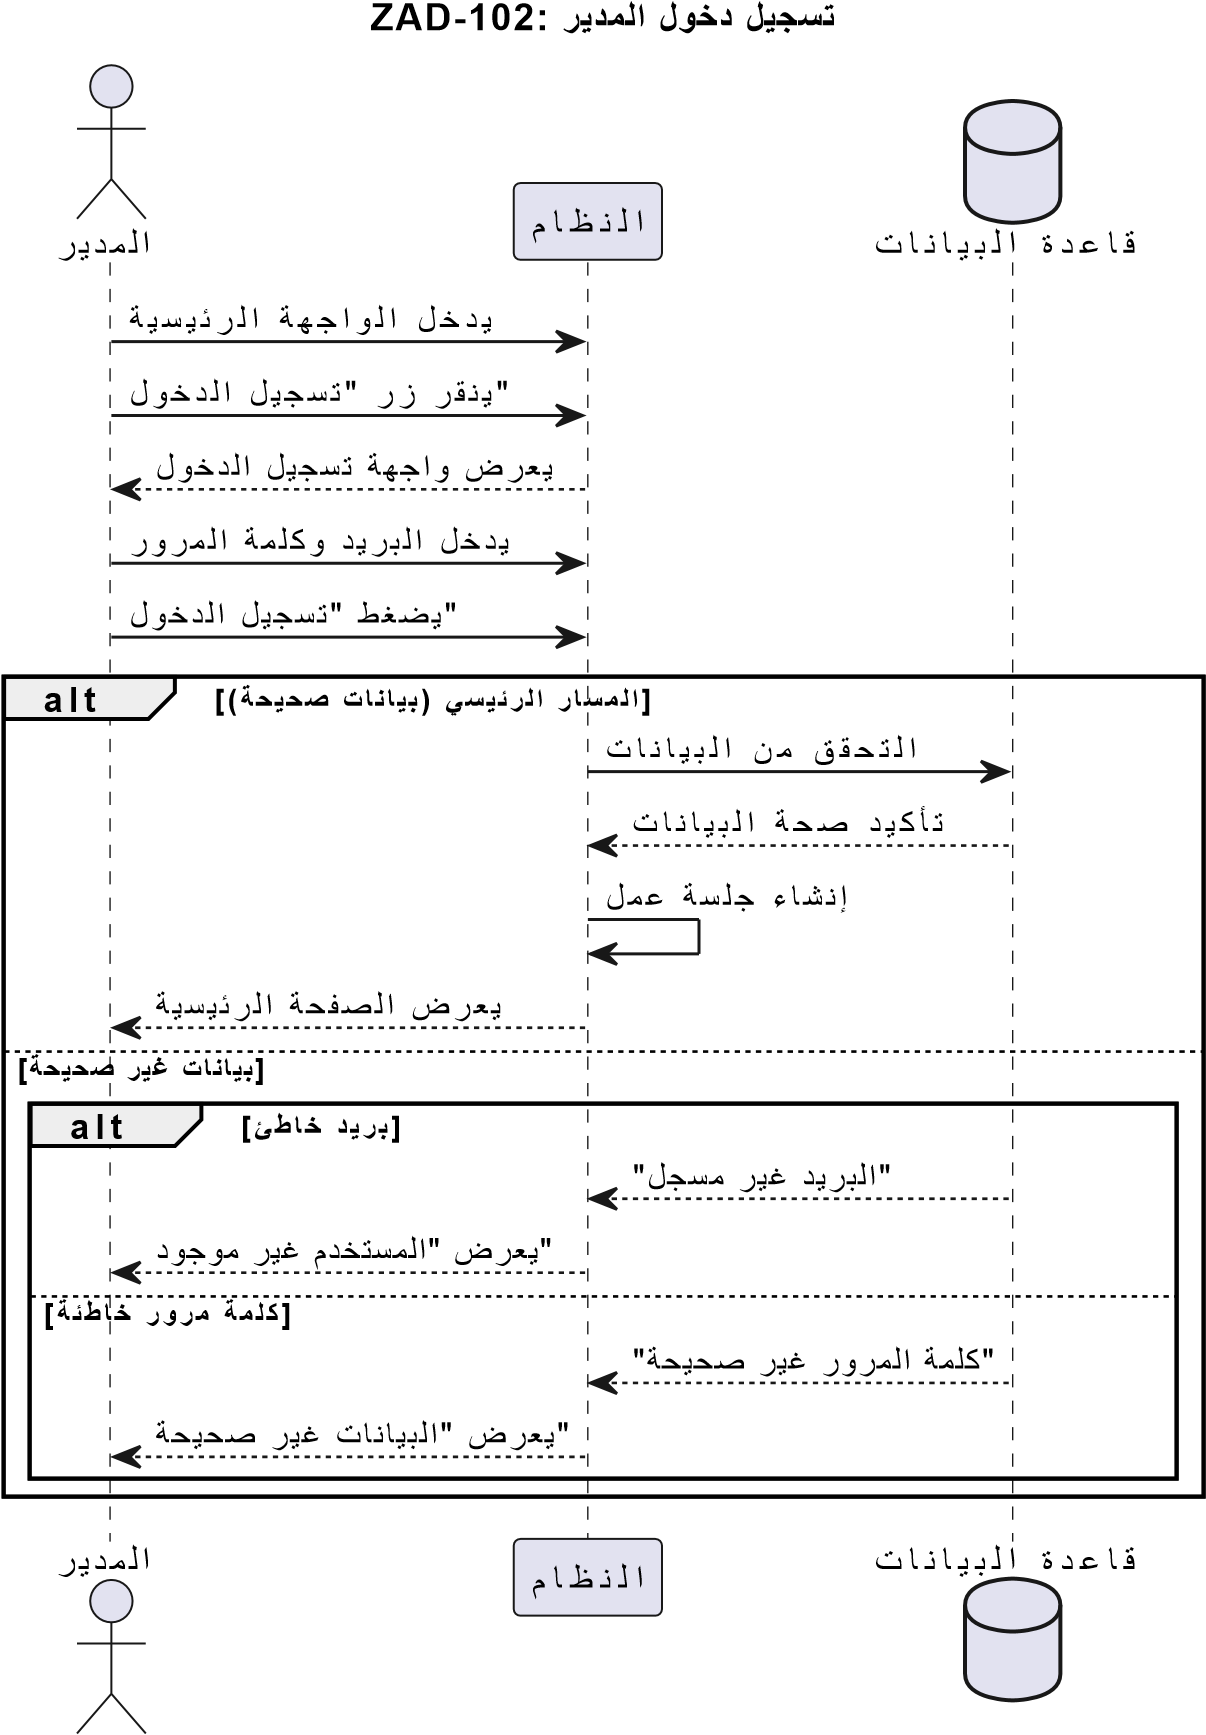 ZAD-102: تسجيل دخول المدير
المدير
النظام
قاعدة البيانات
يدخل الواجهة الرئيسية
ينقر زر "تسجيل الدخول"
يعرض واجهة تسجيل الدخول
يدخل البريد وكلمة المرور
يضغط "تسجيل الدخول"
alt [المسار الرئيسي (بيانات صحيحة)]
التحقق من البيانات
تأكيد صحة البيانات
إنشاء جلسة عمل
يعرض الصفحة الرئيسية
[بيانات غير صحيحة]
alt [بريد خاطئ]
"البريد غير مسجل"
يعرض "المستخدم غير موجود"
[كلمة مرور خاطئة]
"كلمة المرور غير صحيحة"
يعرض "البيانات غير صحيحة"
المدير
النظام
قاعدة البيانات